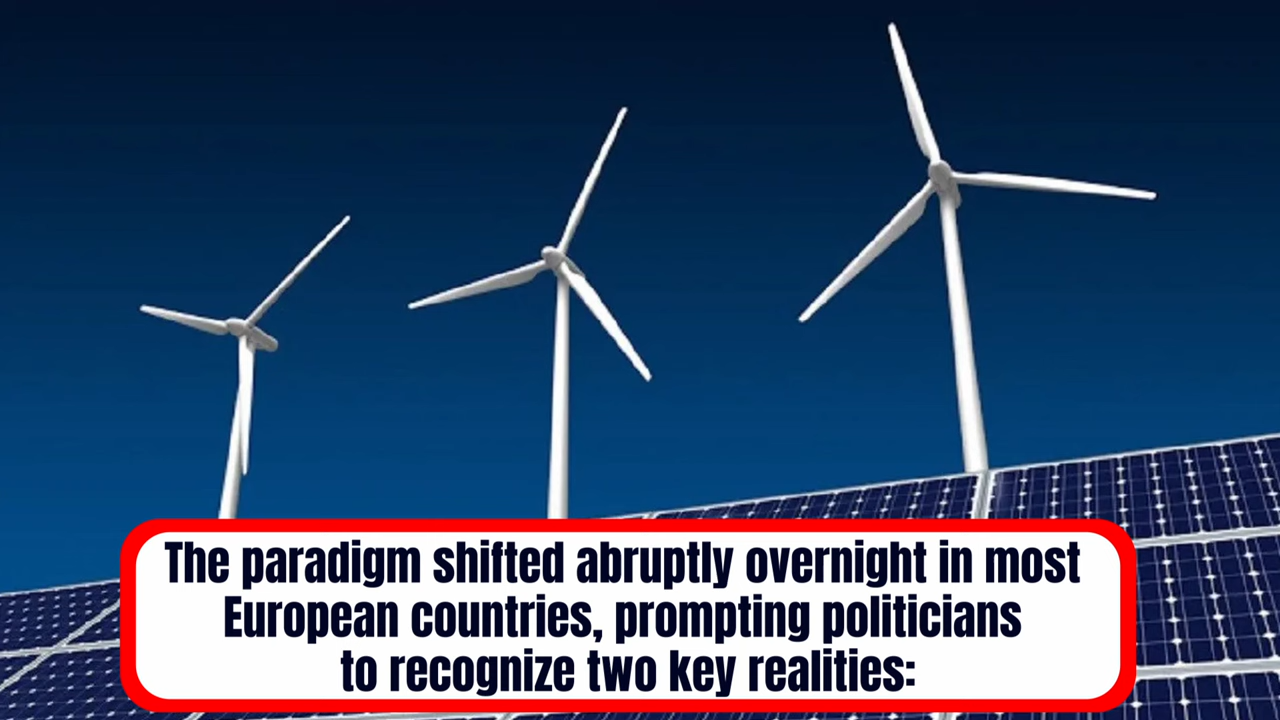 The paradigm shifted abruptly overnight in most
European countries, prompting politicians
to recognize two key realities: